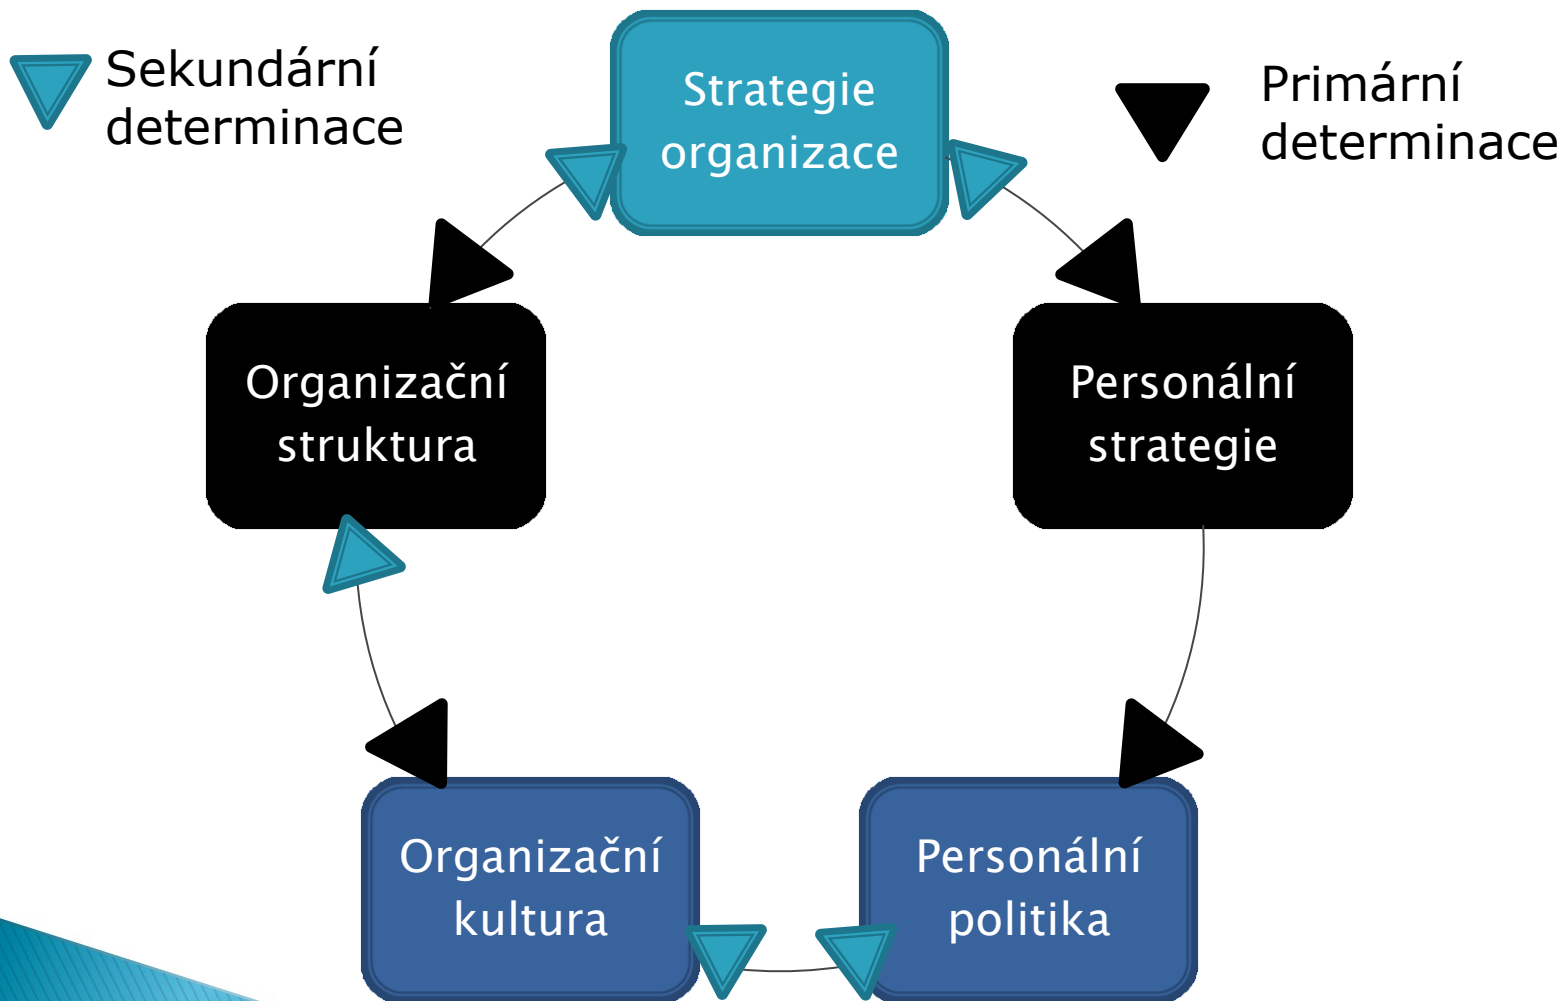 Sekundární
determinace
Strategie
organizace
Primární
determinace
Organizační
struktura
Personální
strategie
Organizační
kultura
Personální
politika